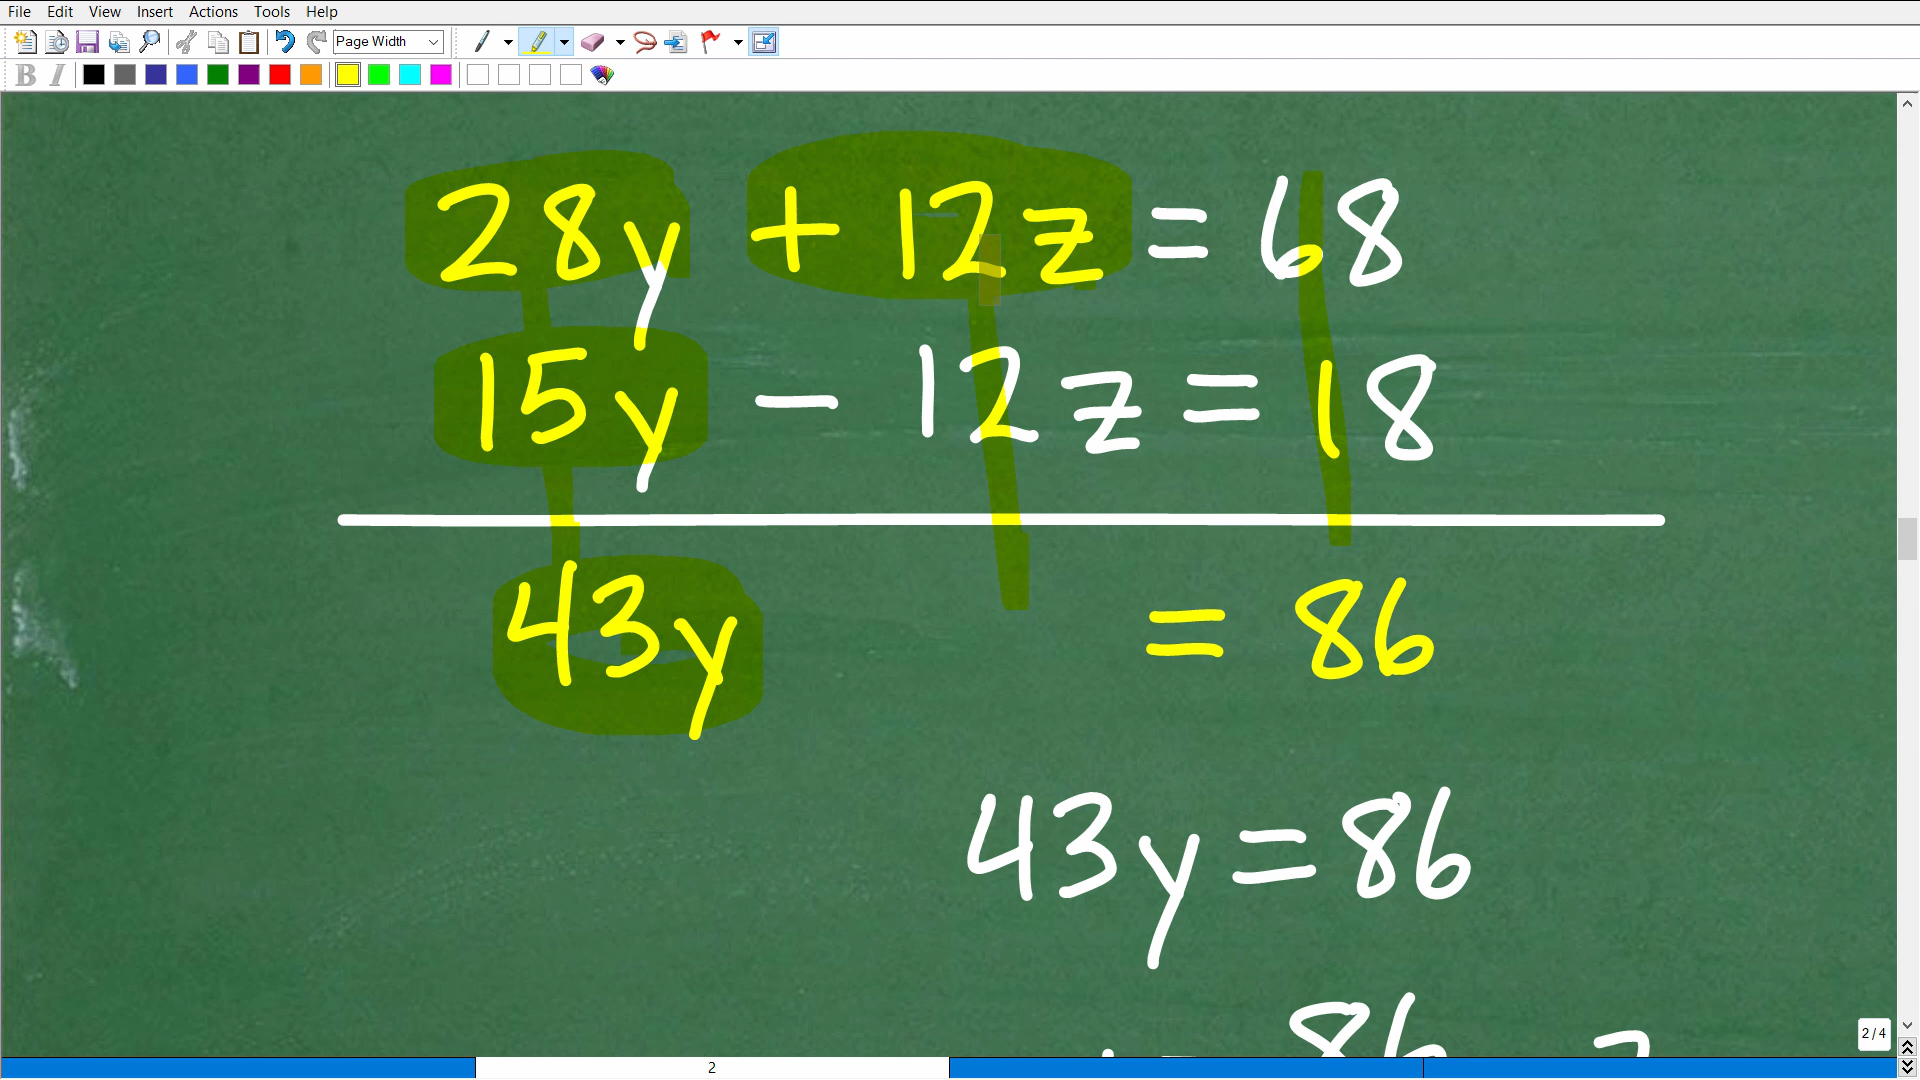 File Edit View Insert Actions Tools Help
Page Width
B I
28y + 12z = 68
15y - 12z = 18
43y = 86
43y = 86
86
2/4
2